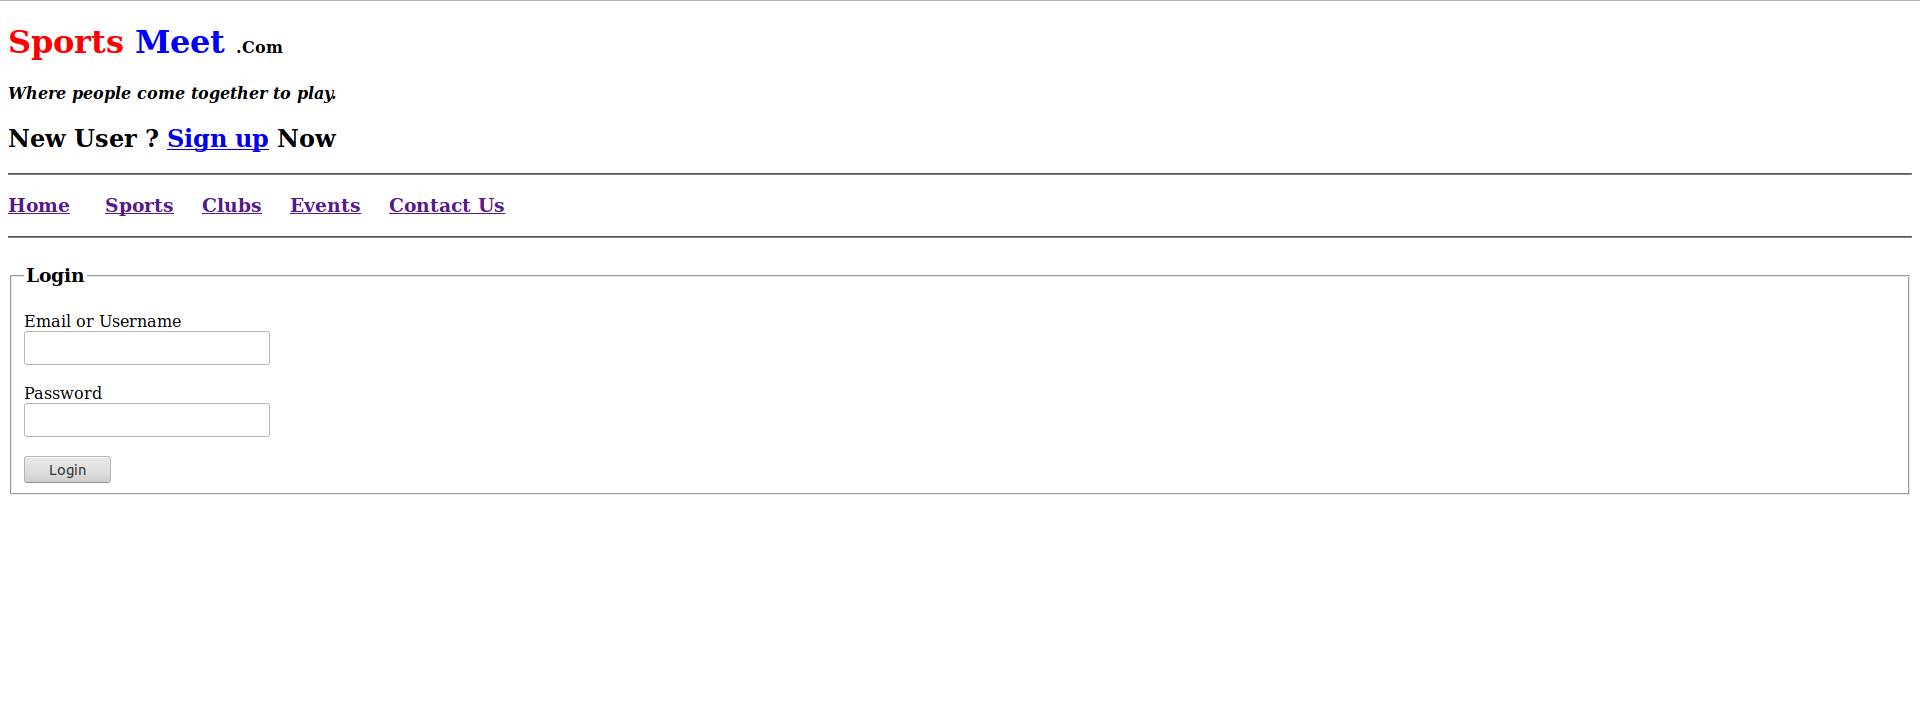 Sports Meet .Com
Where people come together to play.
New User ? Sign up Now
Home Sports Clubs Events Contact Us
Login
Email or Username
Password
Login